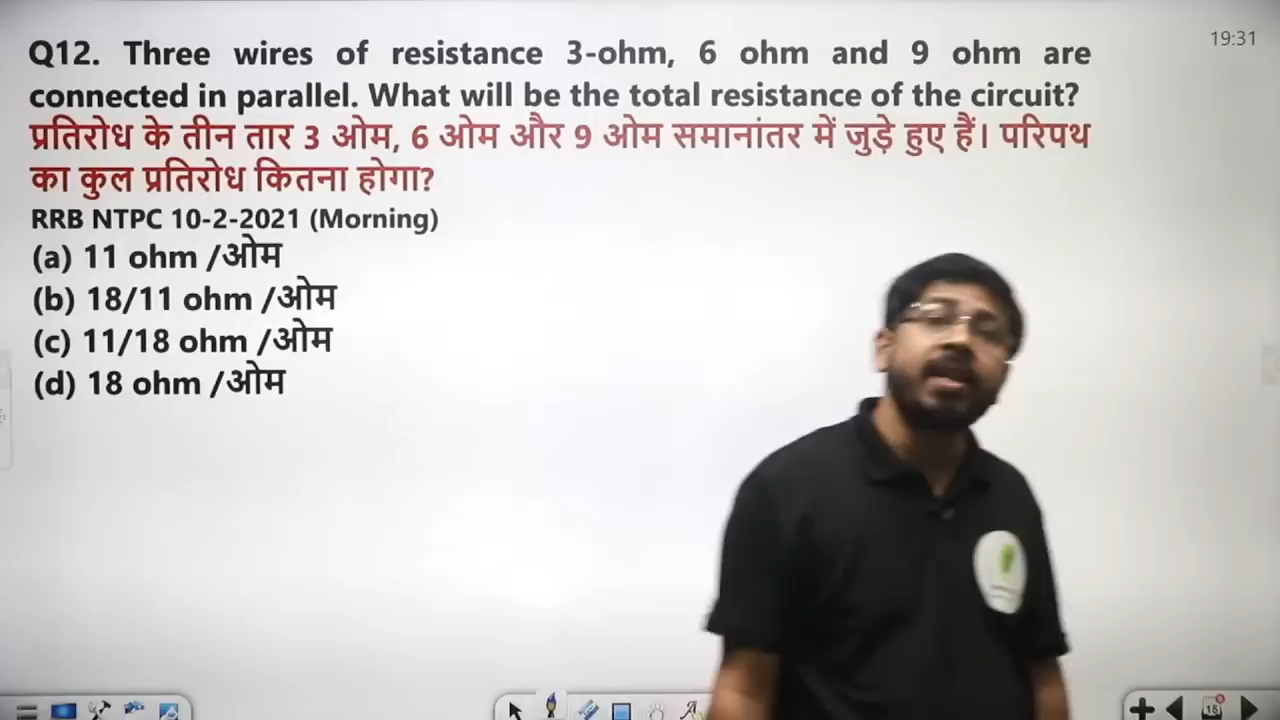 19:31
Q12. Three wires of resistance 3-ohm, 6 ohm and 9 ohm are
connected in parallel. What will be the total resistance of the circuit?
प्रतिरोध के तीन तार 3 ओम, 6 ओम और 9 ओम समानांतर में जुड़े हुए हैं। परिपथ
का कुल प्रतिरोध कितना होगा?
RRB NTPC 10-2-2021 (Morning)
(a) 11 ohm /ओम
(b) 18/11 ohm /ओम
(c) 11/18 ohm /ओम
(d) 18 ohm /ओम
18